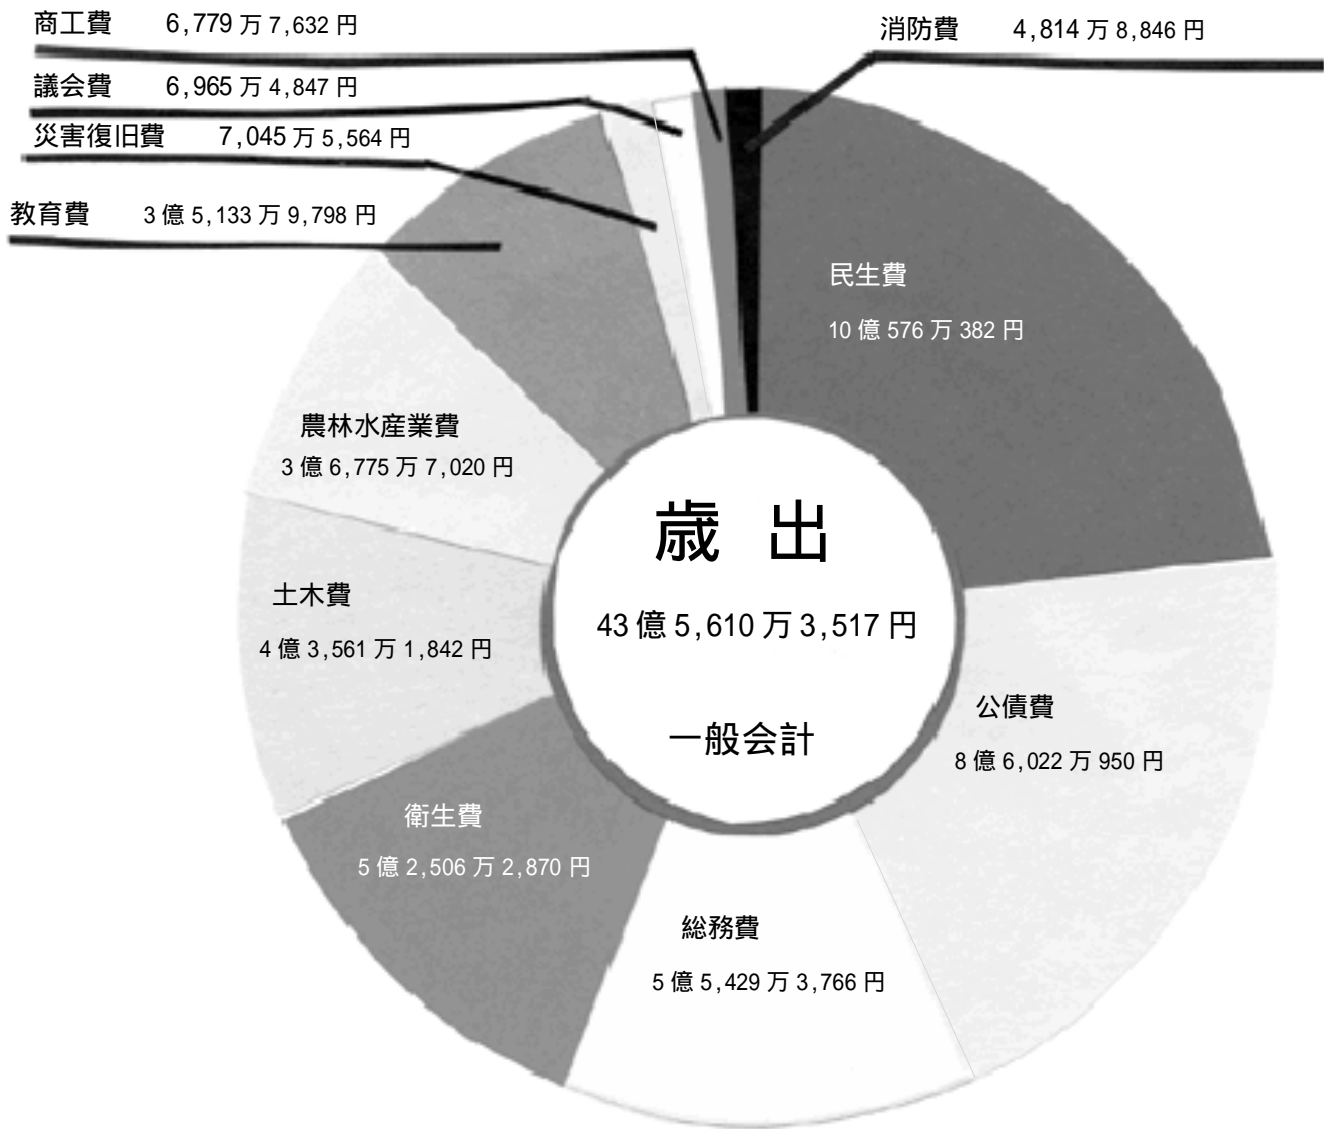 商工費 6,779万7,632円
消防費 4,814万8,846円
議会費 6,965万4,847円
災害復旧費 7,045万5,564円
教育費 3億5,133万9,798円
民生費
10億576万382円
農林水産業費
3億6,775万7,020円
歳出
43億5,610万3,517円
一般会計
土木費
4億3,561万1,842円
公債費
8億6,022万950円
衛生費
5億2,506万2,870円
総務費
5億5,429万3,766円